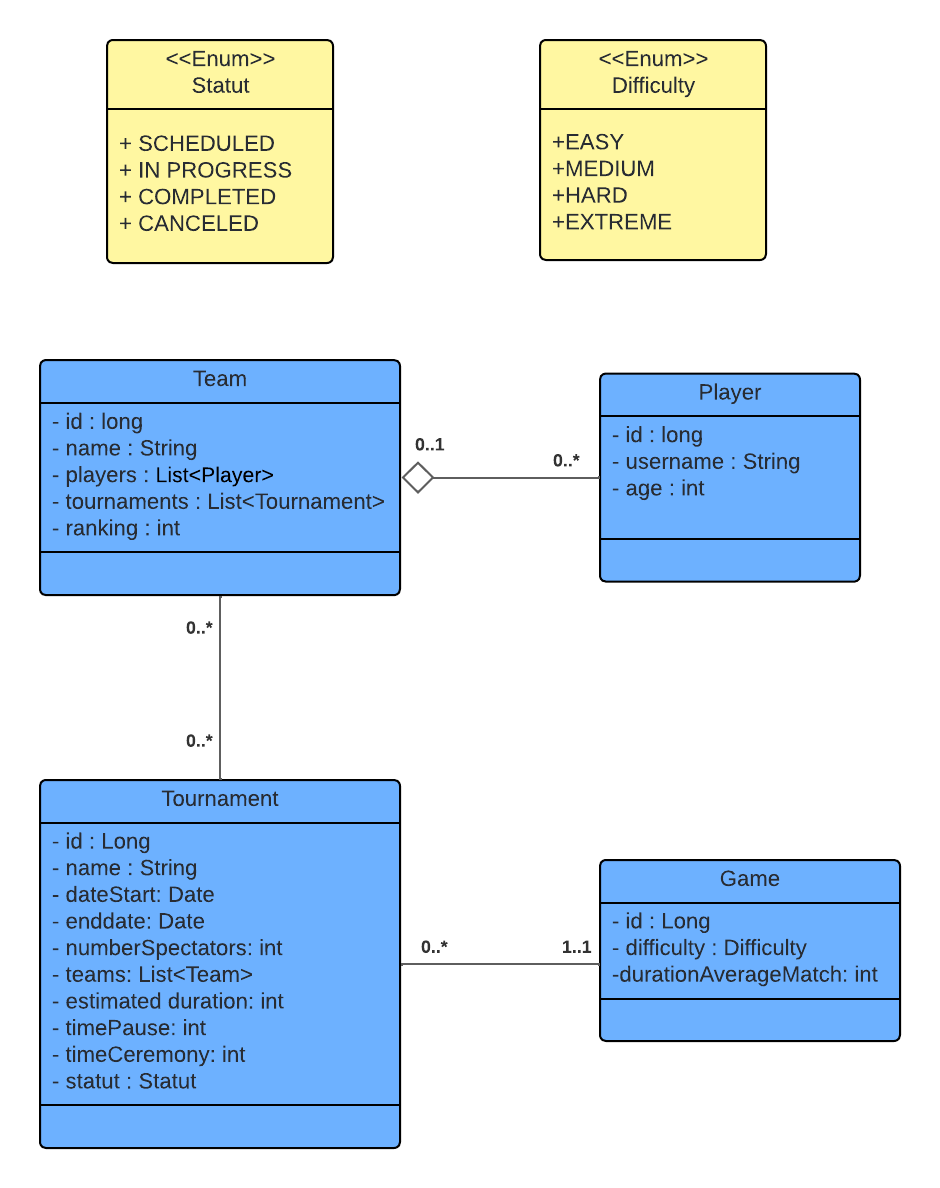 <<Enum>>
Statut
+ SCHEDULED
+ IN PROGRESS
+ COMPLETED
+ CANCELED
<<Enum>>
Difficulty
+EASY
+MEDIUM
+HARD
+EXTREME
Team
- id : long
- name : String
- players : List<Player>
- tournaments : List<Tournament>
- ranking : int
0..1
0..*
Player
- id : long
- username : String
- age : int
0..*
0..*
Tournament
- id : Long
- name : String
- dateStart: Date
- enddate: Date
- numberSpectators: int
- teams: List<Team>
- estimated duration: int
- timePause: int
- timeCeremony: int
- statut : Statut
0..*
1..1
Game
- id : Long
- difficulty : Difficulty
-durationAverageMatch: int